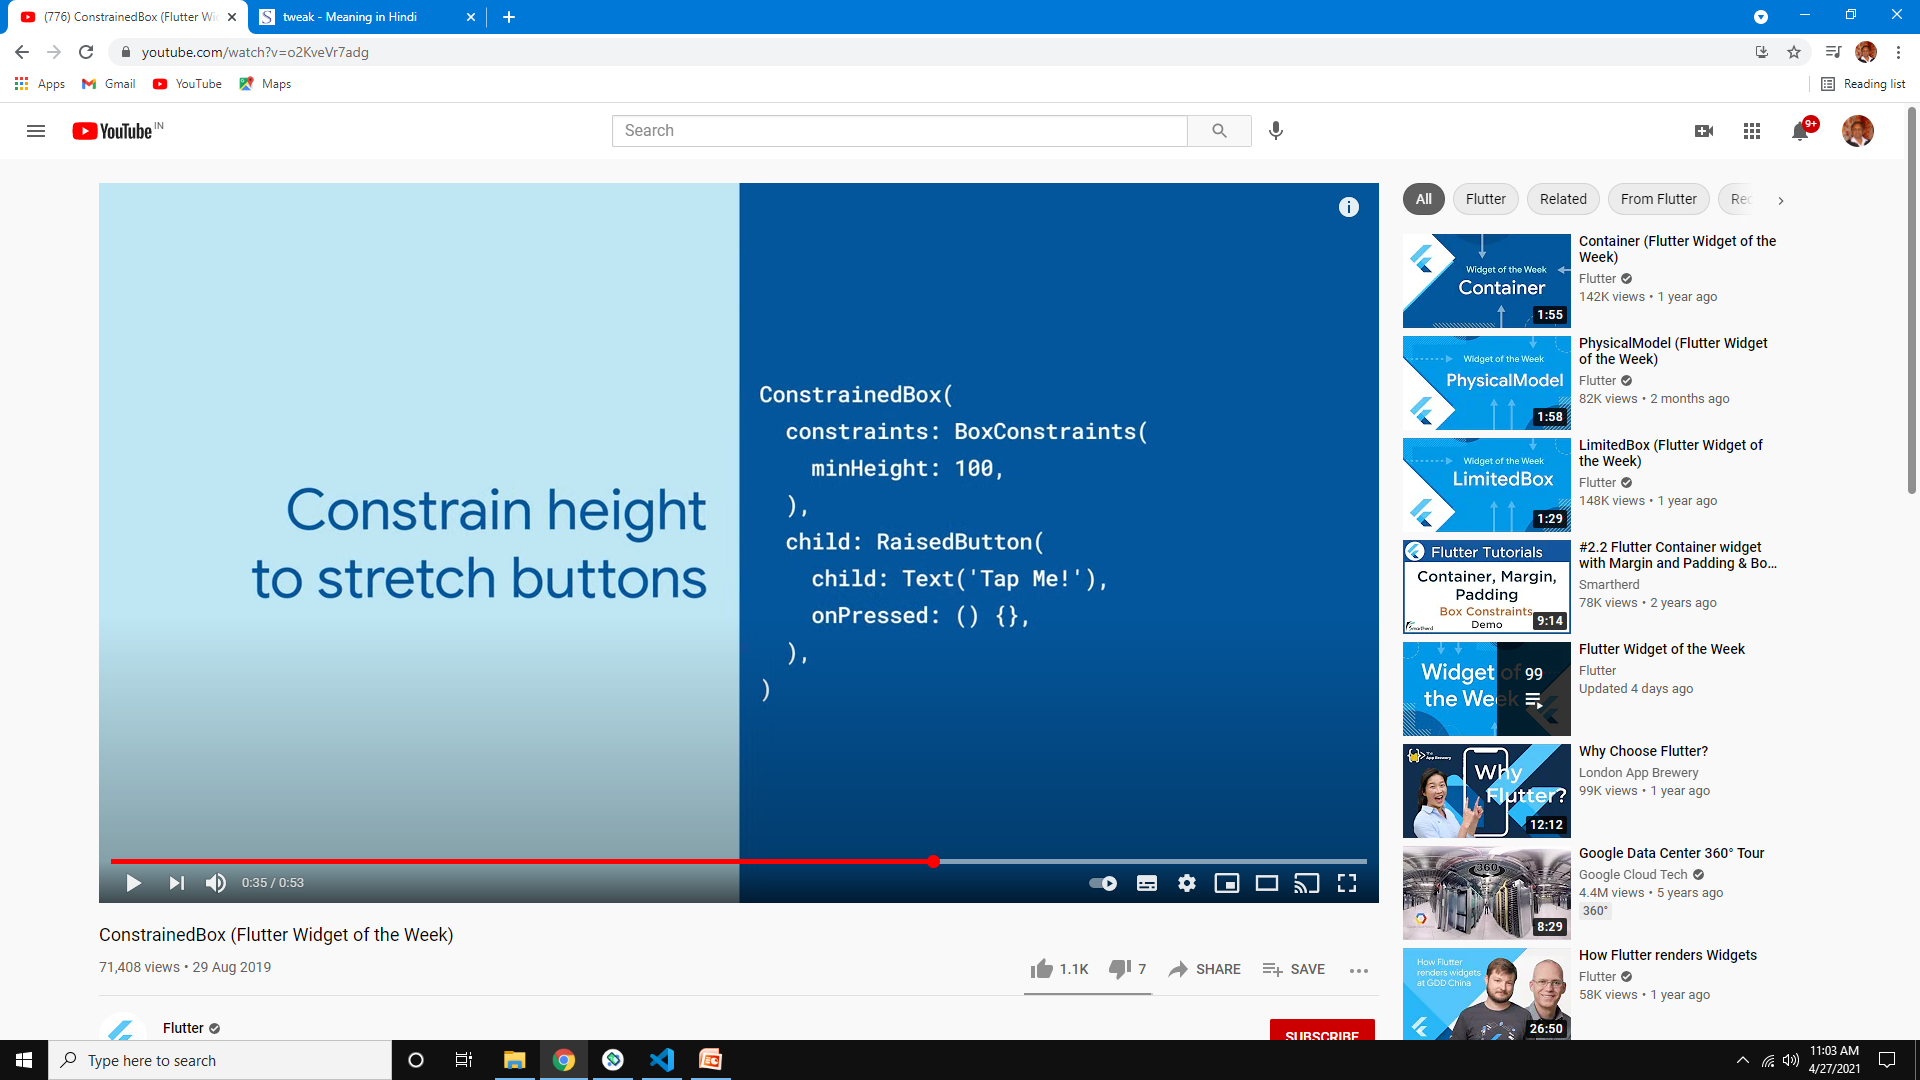 (776) ConstrainedBox (Flutter Wi
tweak - Meaning in Hindi
youtube.com/watch?v=o2KveVr7adg
Apps
Gmail
YouTube
Maps
Reading list
YouTube IN
Search
9+
ConstrainedBox(
constraints: BoxConstraints(
minHeight: 100,
),
child: RaisedButton(
child: Text('Tap Me!'),
onPressed: () {},
),
)
Constrain height
to stretch buttons
0:35 / 0:53
ConstrainedBox (Flutter Widget of the Week)
71,408 views • 29 Aug 2019
1.1K
7
SHARE
SAVE
Flutter
SUBSCRIBE
All
Flutter
Related
From Flutter
Widget of the Week
Container
1:55
Container (Flutter Widget of the
Week)
Flutter
142K views • 1 year ago
Widget of the Week
PhysicalModel
1:58
PhysicalModel (Flutter Widget
of the Week)
Flutter
82K views • 2 months ago
Widget of the Week
LimitedBox
1:29
LimitedBox (Flutter Widget of
the Week)
Flutter
148K views • 1 year ago
Flutter Tutorials
Container, Margin,
Padding
Box Constraints
Demo
Smartherd
9:14
#2.2 Flutter Container widget
with Margin and Padding & Bo...
Smartherd
78K views • 2 years ago
Widget of
the Week
99
Flutter Widget of the Week
Flutter
Updated 4 days ago
The
App Brewery
Why
Flutter?
12:12
Why Choose Flutter?
London App Brewery
99K views • 1 year ago
360°
8:29
Google Data Center 360° Tour
Google Cloud Tech
4.4M views • 5 years ago
360°
How Flutter
renders widgets
at GDD China
26:50
How Flutter renders Widgets
Flutter
58K views • 1 year ago
Type here to search
11:03 AM
4/27/2021